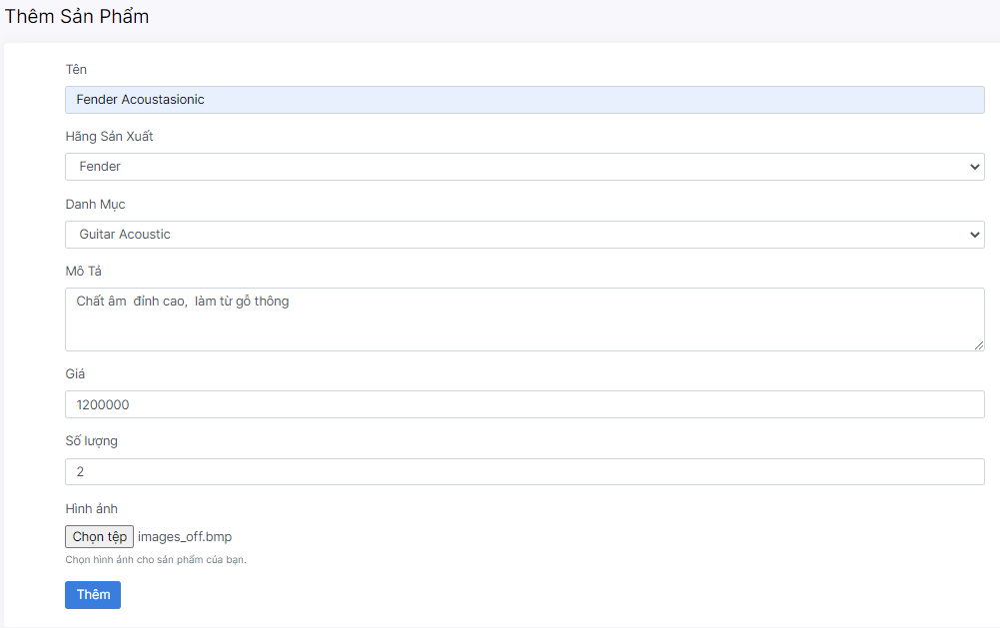 Thêm Sản Phẩm
Tên
Fender Acoustasionic
Hãng Sản Xuất
Fender
Danh Mục
Guitar Acoustic
Mô Tả
Chất âm  đỉnh cao,  làm từ gỗ thông
Giá
1200000
Số lượng
2
Hình ảnh
Chọn tệp images_off.bmp
Chọn hình ảnh cho sản phẩm của bạn.
Thêm